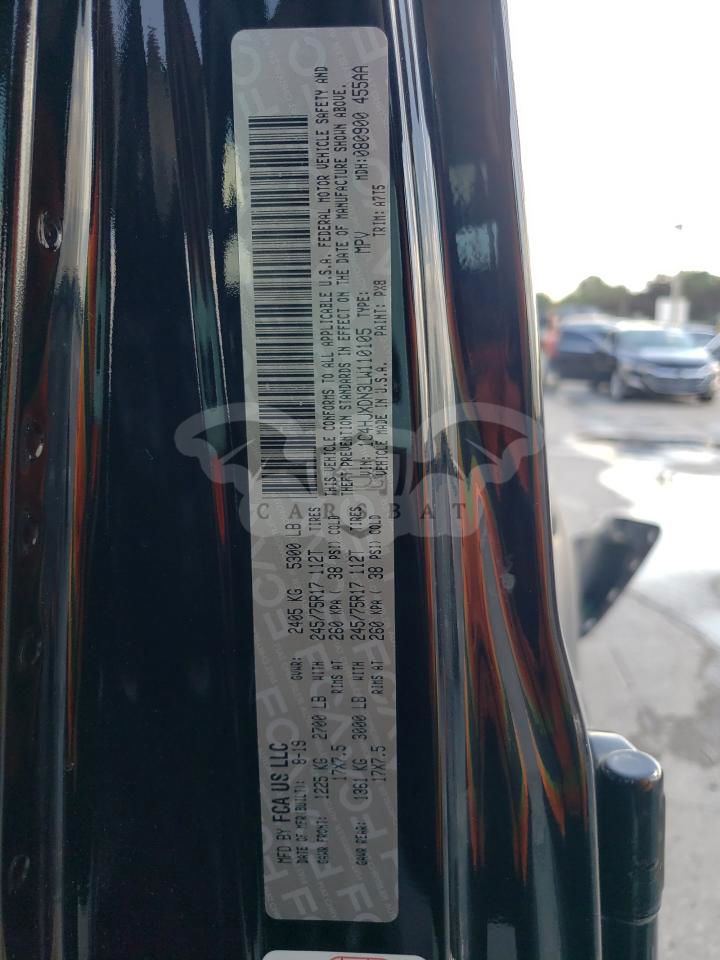 MFD BY FCA US LLC
DATE OF MFR(BUILT): 8-19 GVWR: 2405 KG 5300 LB
GAWR FRONT: 1225 KG 2700 LB WITH 245/75R17 112T TIRES
17X7.5 RIMS AT 260 KPA ( 38 PSI) COLD
GAWR REAR: 1361 KG 3000 LB WITH 245/75R17 112T TIRES
17X7.5 RIMS AT 260 KPA ( 38 PSI) COLD
THIS VEHICLE CONFORMS TO ALL APPLICABLE U.S.A. FEDERAL MOTOR VEHICLE SAFETY AND
THEFT PREVENTION STANDARDS IN EFFECT ON THE DATE OF MANUFACTURE SHOWN ABOVE.
VIN: 1C4HJXDN3LW110105 TYPE: MPV MDH:080900 455AA
VEHICLE MADE IN U.S.A. PAINT: PX8 TRIM: A7T5
CAROBAT